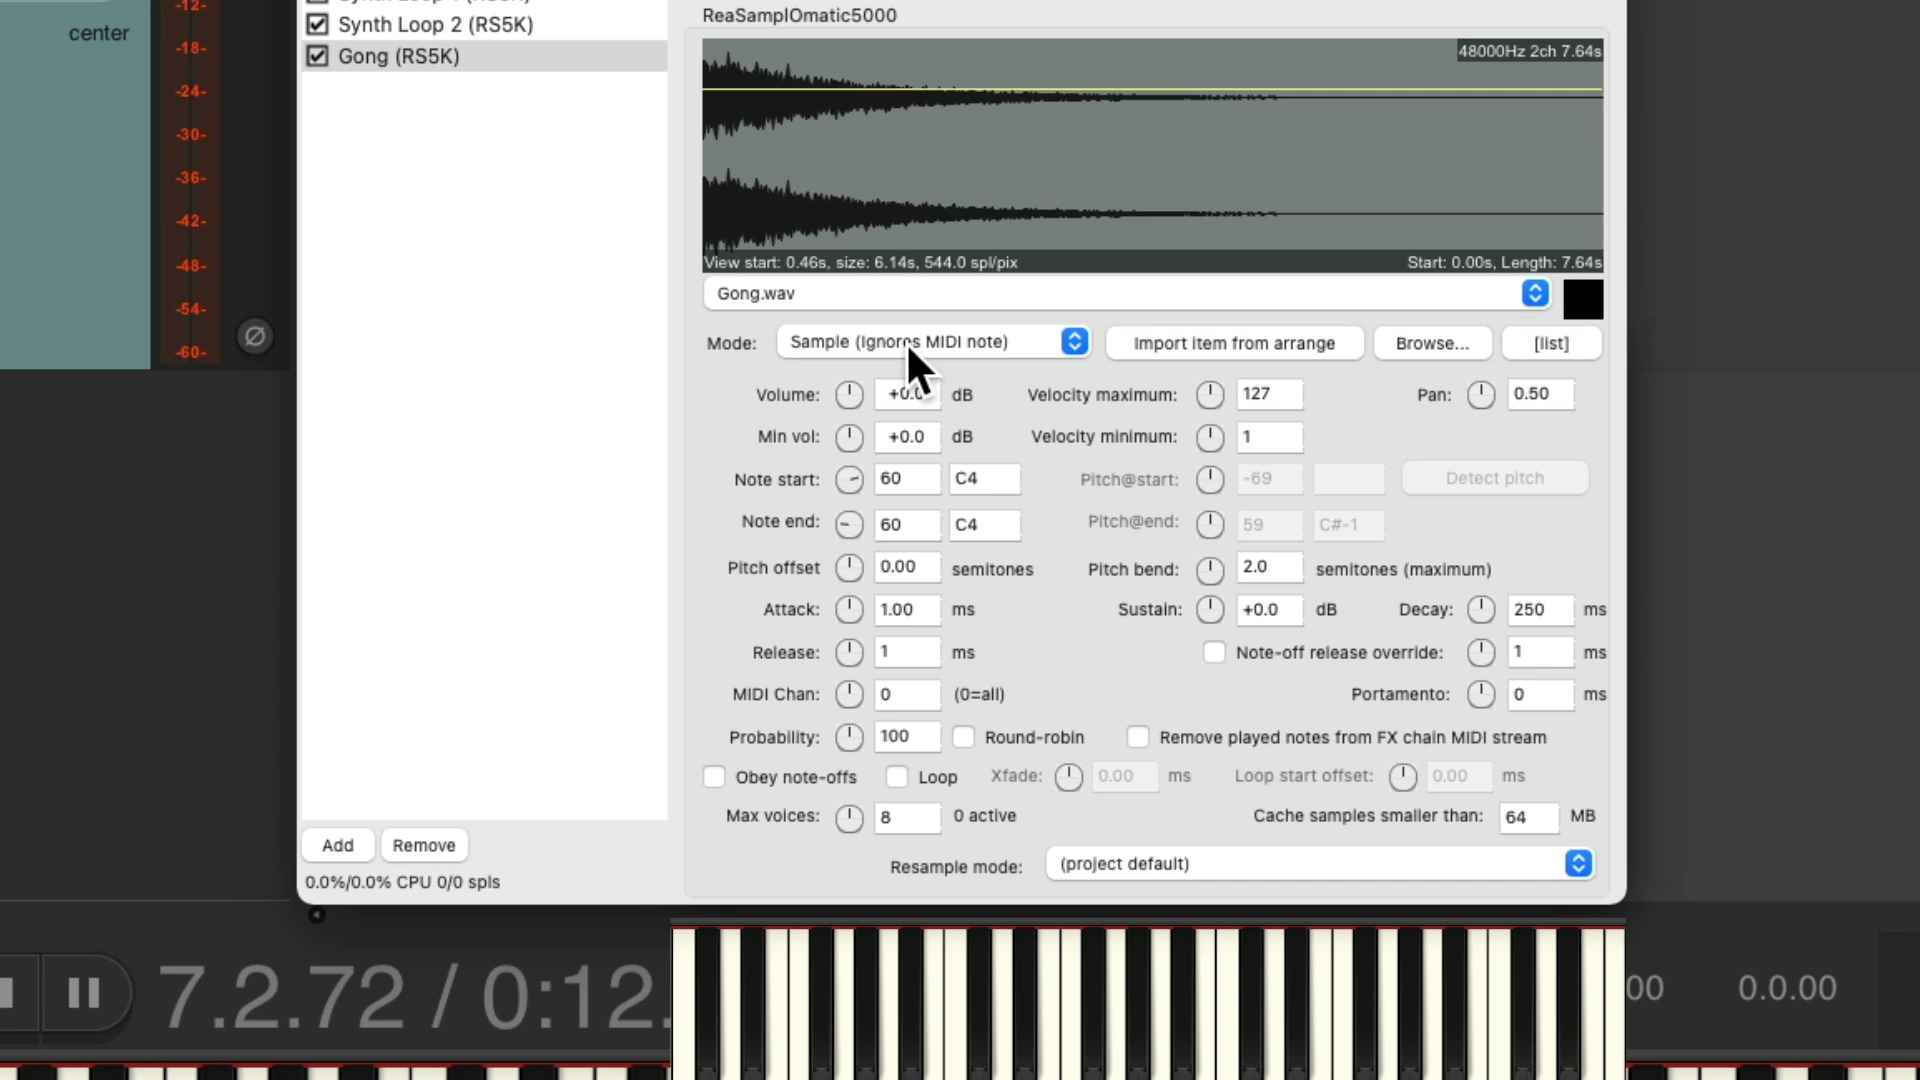 -12-
center
-18-
-24-
-30-
-36-
-42-
-48-
-54-
-60-
Synth Loop 2 (RS5K)
Gong (RS5K)
ReaSamplOmatic5000
48000Hz 2ch 7.64s
View start: 0.46s, size: 6.14s, 544.0 spl/pix
Start: 0.00s, Length: 7.64s
Gong.wav
Mode: Sample (Ignores MIDI note) Import item from arrange Browse... [list]
Volume: +0.0 dB Velocity maximum: 127 Pan: 0.50
Min vol: +0.0 dB Velocity minimum: 1
Note start: 60 C4 Pitch@start: -69 Detect pitch
Note end: 60 C4 Pitch@end: 59 C#-1
Pitch offset 0.00 semitones Pitch bend: 2.0 semitones (maximum)
Attack: 1.00 ms Sustain: +0.0 dB Decay: 250 ms
Release: 1 ms Note-off release override: 1 ms
MIDI Chan: 0 (0=all) Portamento: 0 ms
Probability: 100 Round-robin Remove played notes from FX chain MIDI stream
Obey note-offs Loop Xfade: 0.00 ms Loop start offset: 0.00 ms
Max voices: 8 0 active Cache samples smaller than: 64 MB
Resample mode: (project default)
Add Remove
0.0%/0.0% CPU 0/0 spls
7.2.72 / 0:12.
00 0.0.00